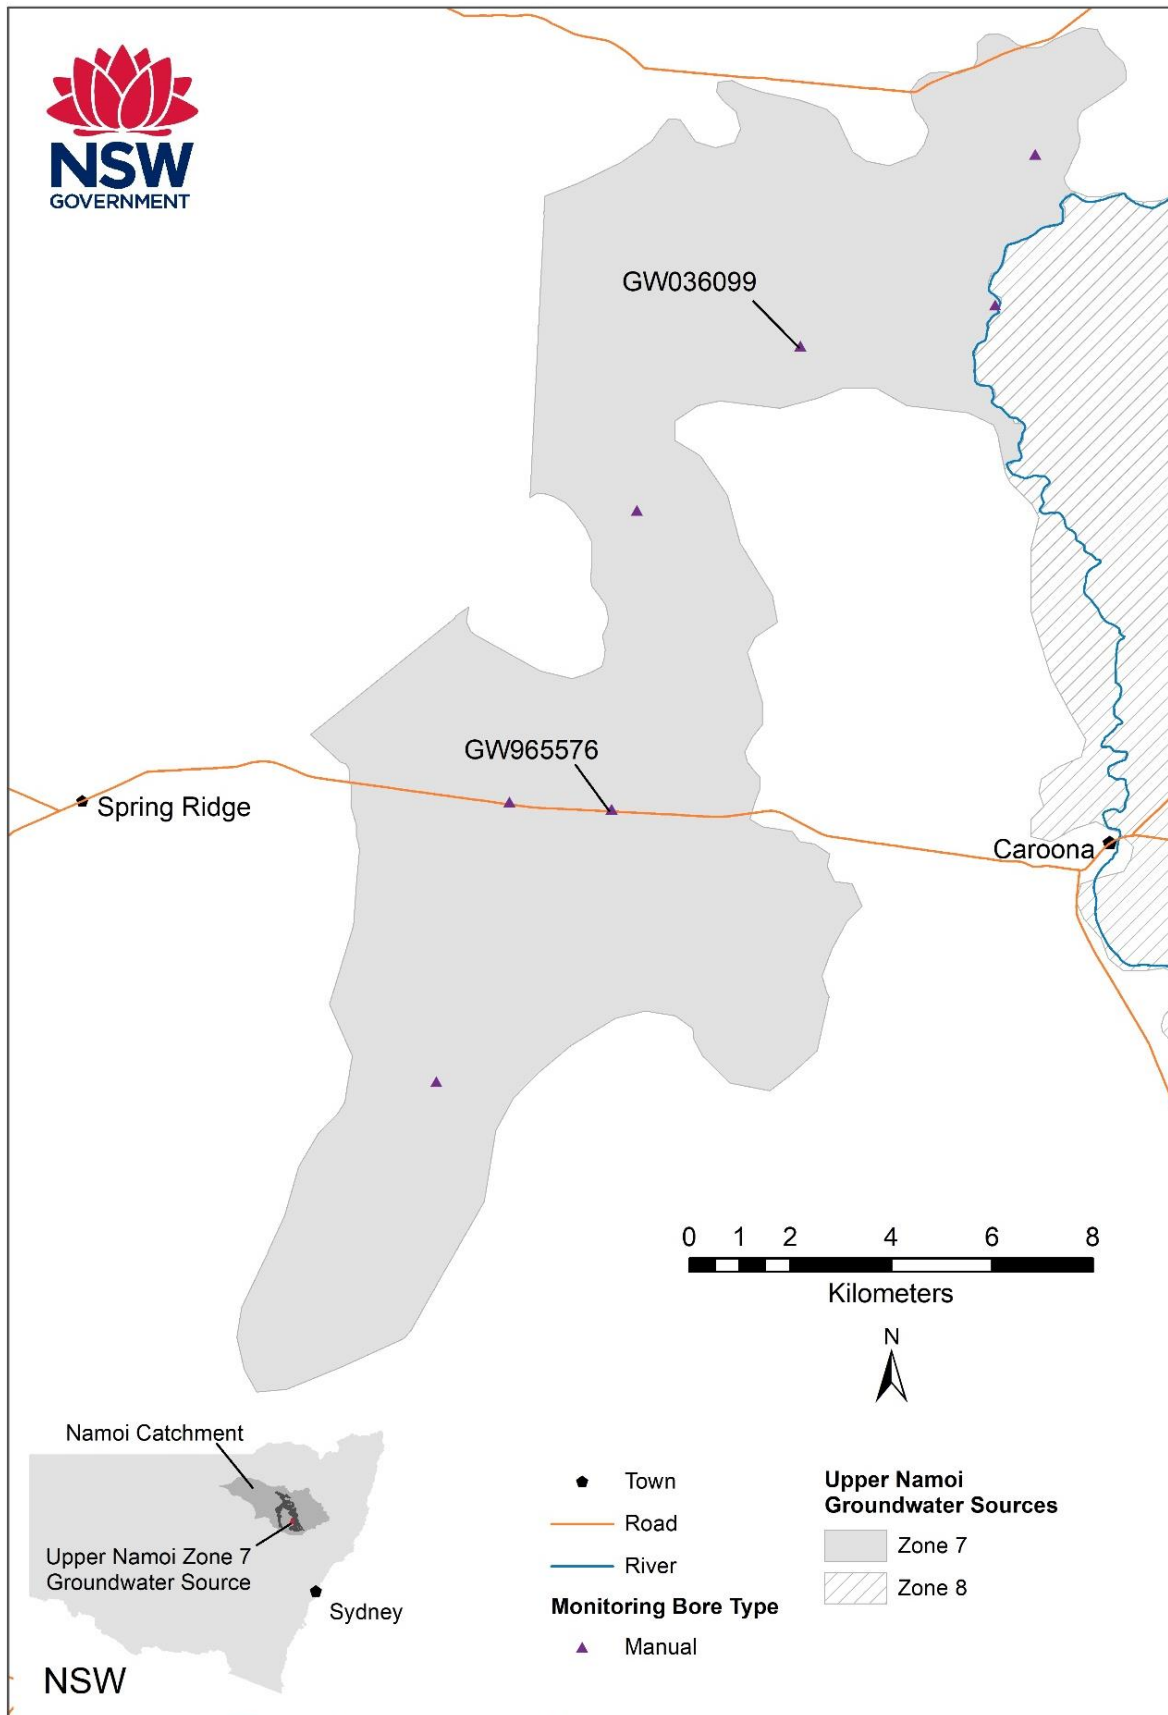 NSW
GOVERNMENT
GW036099
GW965576
Spring Ridge
Caroona
0 1 2 4 6 8
Kilometers
N
Namoi Catchment
Upper Namoi Zone 7
Groundwater Source
Sydney
NSW
Town
Road
River
Monitoring Bore Type
Manual
Upper Namoi
Groundwater Sources
Zone 7
Zone 8